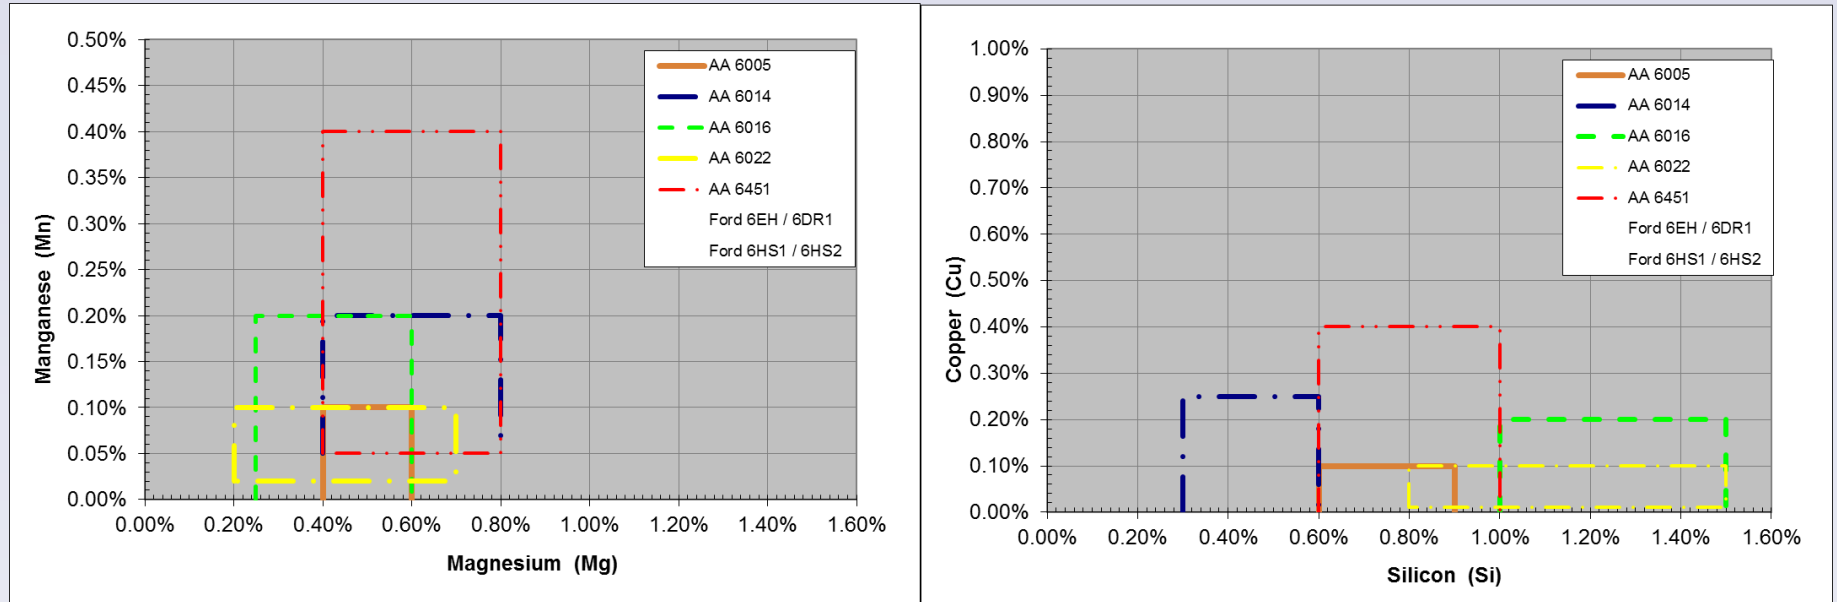 0.50%
0.45%
0.40%
0.35%
0.30%
0.25%
0.20%
0.15%
0.10%
0.05%
0.00%
Manganese (Mn)
0.00% 0.20% 0.40% 0.60% 0.80% 1.00% 1.20% 1.40% 1.60%
Magnesium (Mg)
AA 6005
AA 6014
AA 6016
AA 6022
AA 6451
Ford 6EH / 6DR1
Ford 6HS1 / 6HS2
1.00%
0.90%
0.80%
0.70%
0.60%
0.50%
0.40%
0.30%
0.20%
0.10%
0.00%
Copper (Cu)
0.00% 0.20% 0.40% 0.60% 0.80% 1.00% 1.20% 1.40% 1.60%
Silicon (Si)
AA 6005
AA 6014
AA 6016
AA 6022
AA 6451
Ford 6EH / 6DR1
Ford 6HS1 / 6HS2